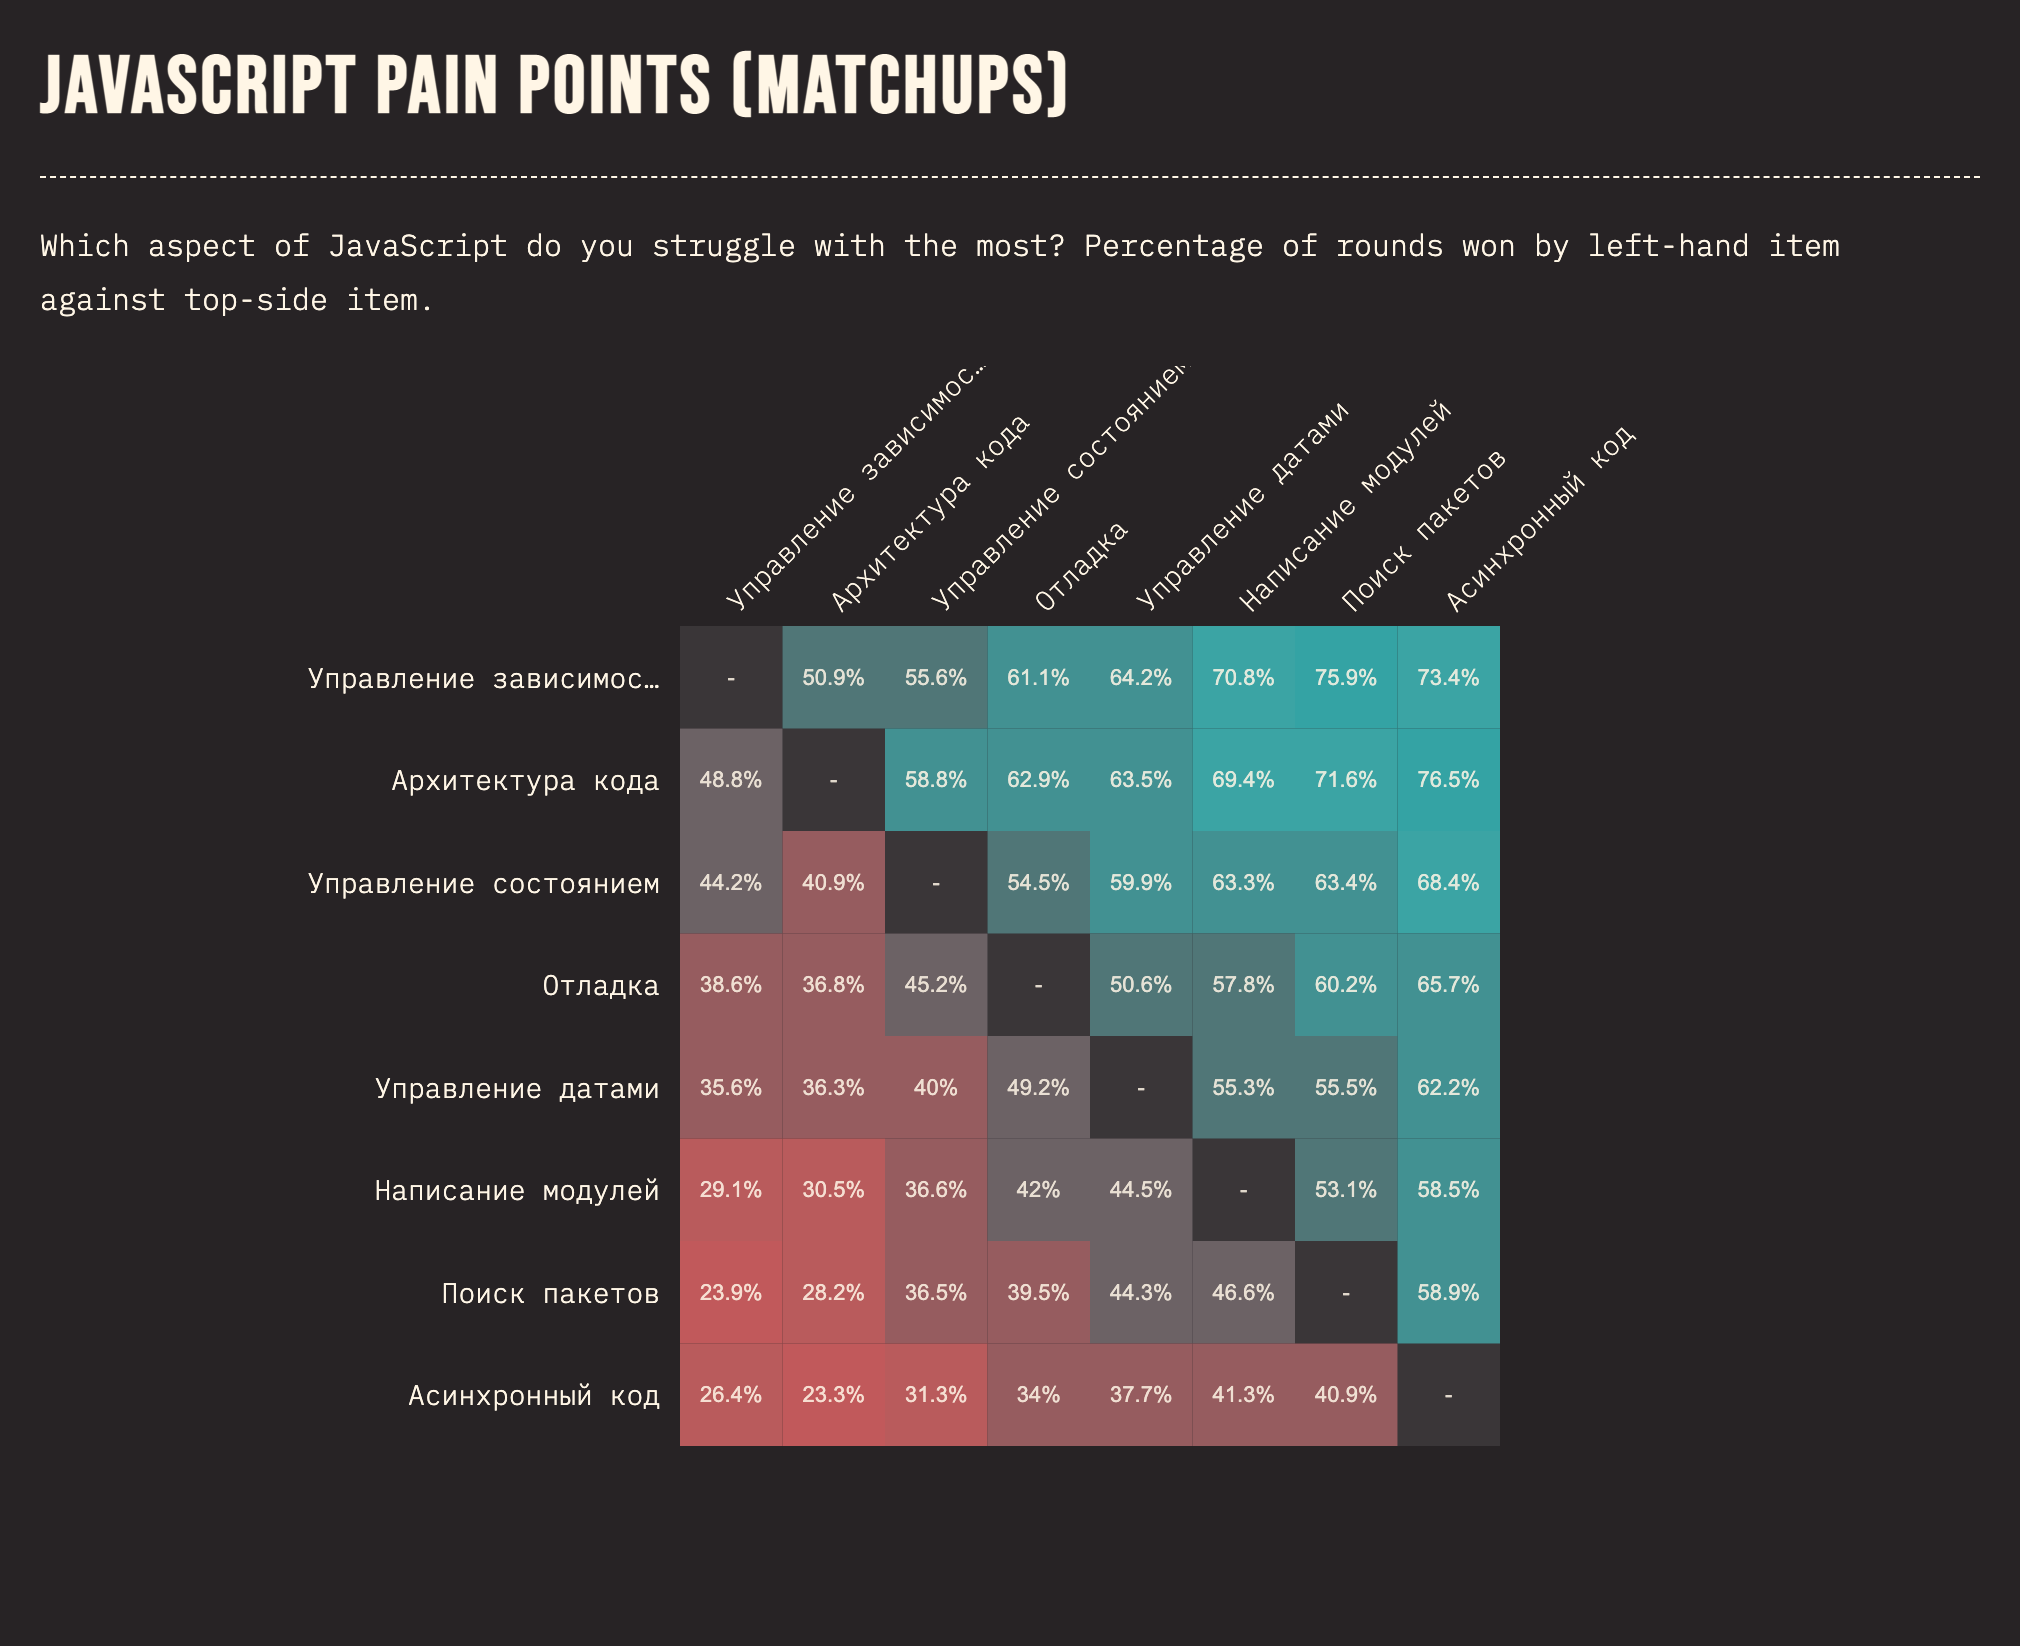 JAVASCRIPT PAIN POINTS (MATCHUPS)
Which aspect of JavaScript do you struggle with the most? Percentage of rounds won by left-hand item
against top-side item.
Управление зависимос…
Архитектура кода
Управление состоянием
Отладка
Управление датами
Написание модулей
Поиск пакетов
Асинхронный код
Управление зависимос… - 50.9% 55.6% 61.1% 64.2% 70.8% 75.9% 73.4%
Архитектура кода 48.8% - 58.8% 62.9% 63.5% 69.4% 71.6% 76.5%
Управление состоянием 44.2% 40.9% - 54.5% 59.9% 63.3% 63.4% 68.4%
Отладка 38.6% 36.8% 45.2% - 50.6% 57.8% 60.2% 65.7%
Управление датами 35.6% 36.3% 40% 49.2% - 55.3% 55.5% 62.2%
Написание модулей 29.1% 30.5% 36.6% 42% 44.5% - 53.1% 58.5%
Поиск пакетов 23.9% 28.2% 36.5% 39.5% 44.3% 46.6% - 58.9%
Асинхронный код 26.4% 23.3% 31.3% 34% 37.7% 41.3% 40.9% -